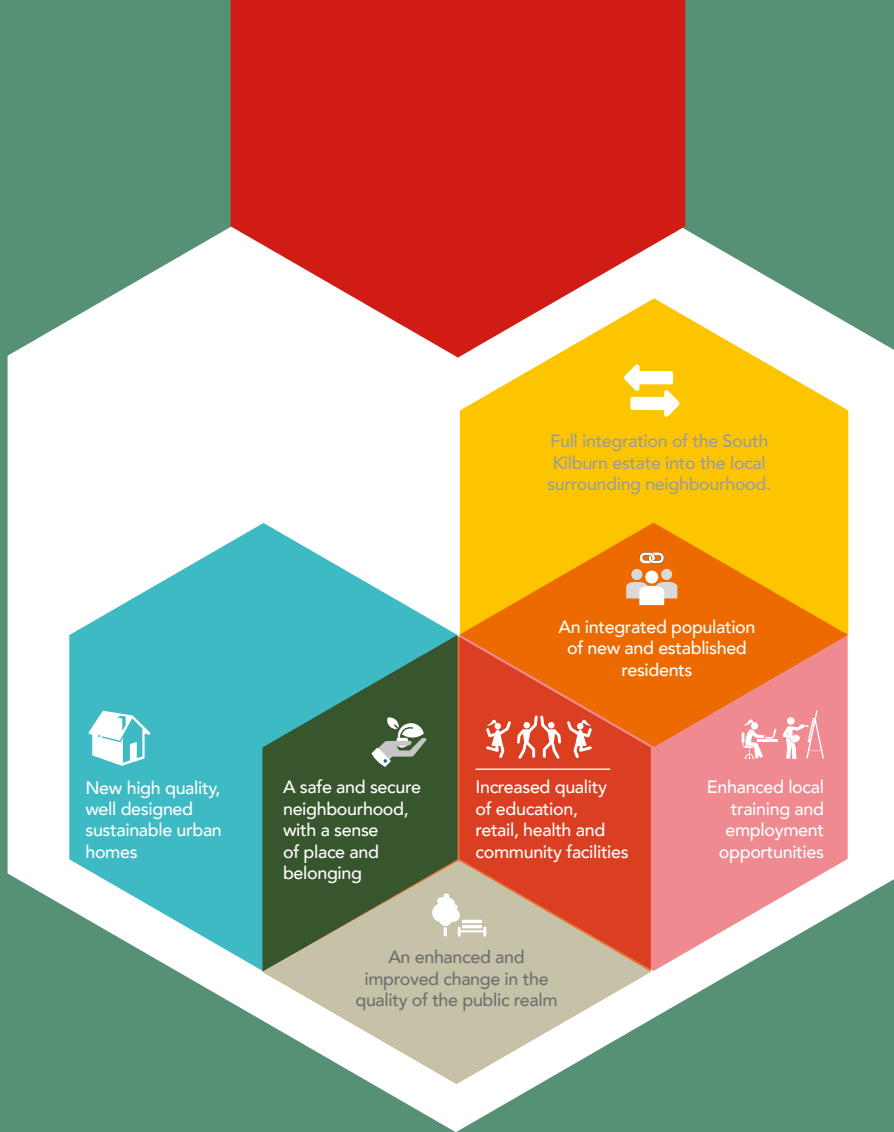 Full integration of the South
Kilburn estate into the local
surrounding neighbourhood.
An integrated population
of new and established
residents
New high quality,
well designed
sustainable urban
homes
A safe and secure
neighbourhood,
with a sense
of place and
belonging
Increased quality
of education,
retail, health and
community facilities
Enhanced local
training and
employment
opportunities
An enhanced and
improved change in the
quality of the public realm